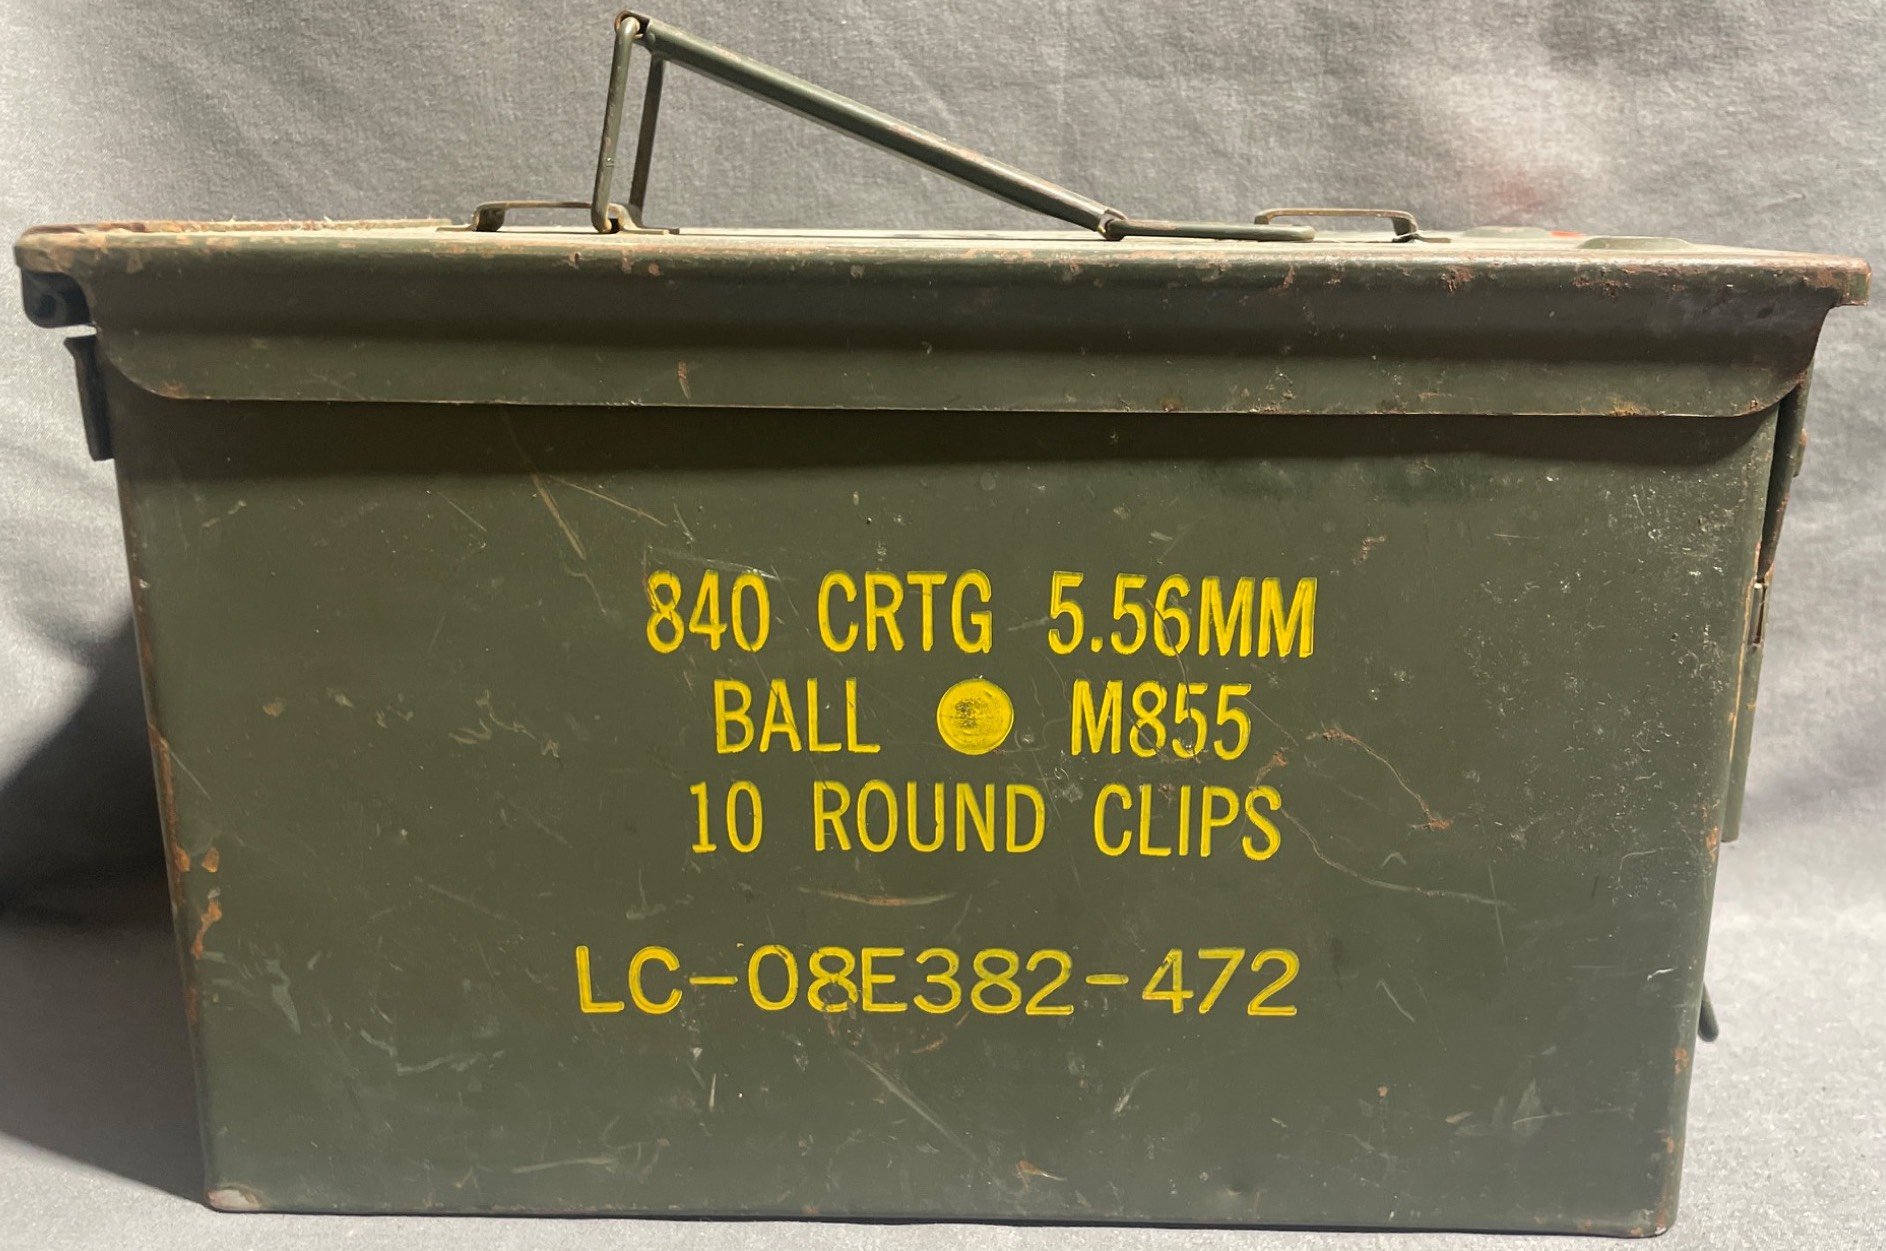 840 CRTG 5.56MM
BALL M855
10 ROUND CLIPS
LC-08E382-472